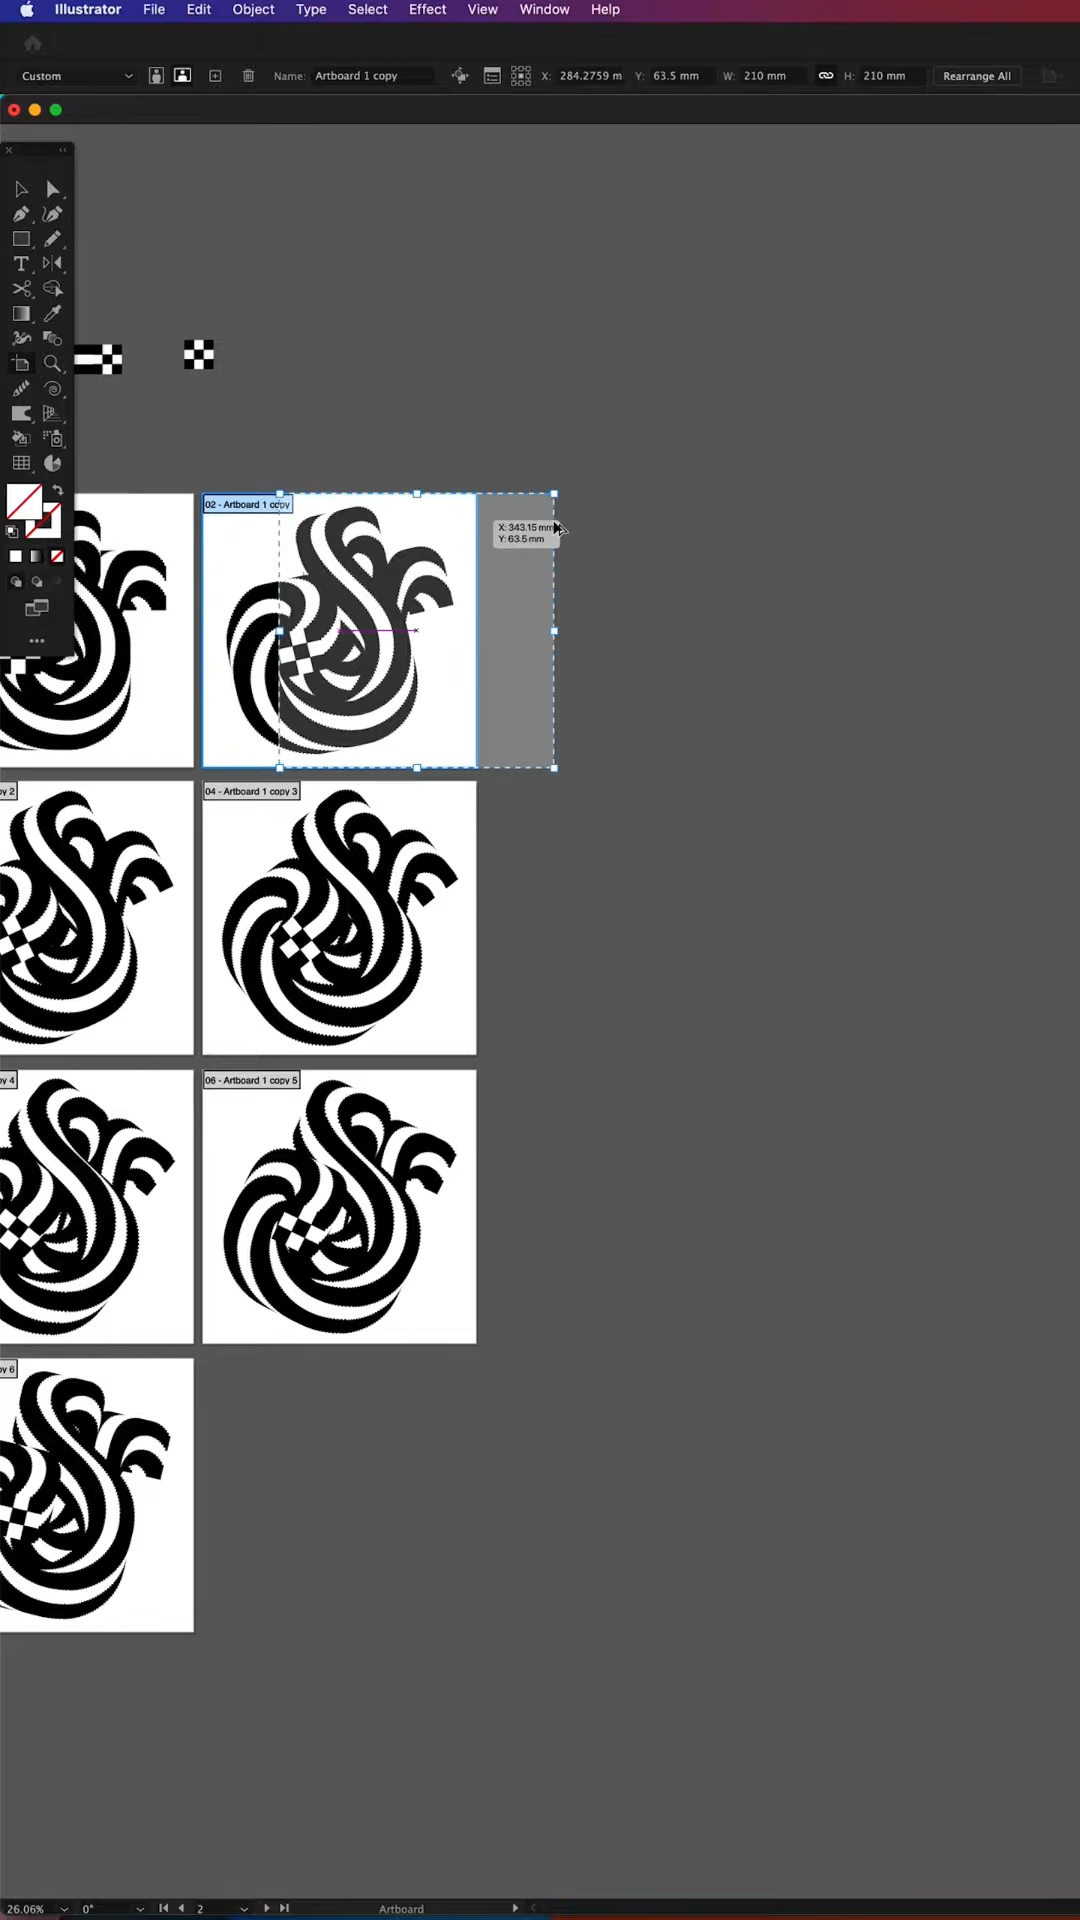 Illustrator File Edit Object Type Select Effect View Window Help
Custom Name: Artboard 1 copy X: 284.2759 m Y: 63.5 mm W: 210 mm H: 210 mm Rearrange All
02 - Artboard 1 copy
X: 343.15 mm
Y: 63.5 mm
py 2
04 - Artboard 1 copy 3
py 4
06 - Artboard 1 copy 5
py 6
26.06% 0° 2 Artboard